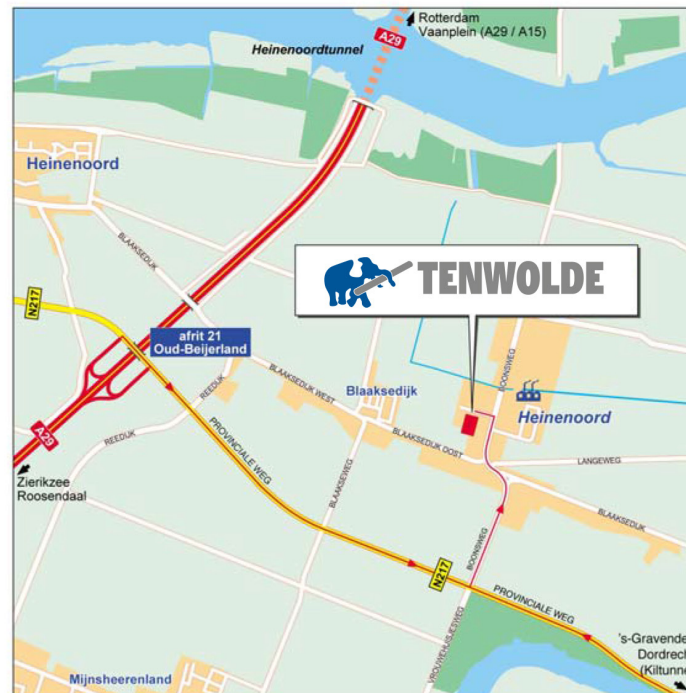 Rotterdam
Vaanplein (A29 / A15)
A29
Heinenoordtunnel
Heinenoord
BLAAKSEDIJK
TENWOLDE
N217
afrit 21
Oud-Beijerland
BOONSWEG
REEDIJK
BLAAKSEDIJK WEST
Blaaksedijk
Heinenoord
A29
REEDIJK
PROVINCIALE WEG
BLAAKSEDIJK OOST
LANGEWEG
Zierikzee
Roosendaal
BLAAKSEWEG
BLAAKSEDIJK
BOONSWEG
N217
PROVINCIALE WEG
VROUWEHUISJESWEG
's-Gravende
Dordrech
(Kiltunne
Mijnsheerenland